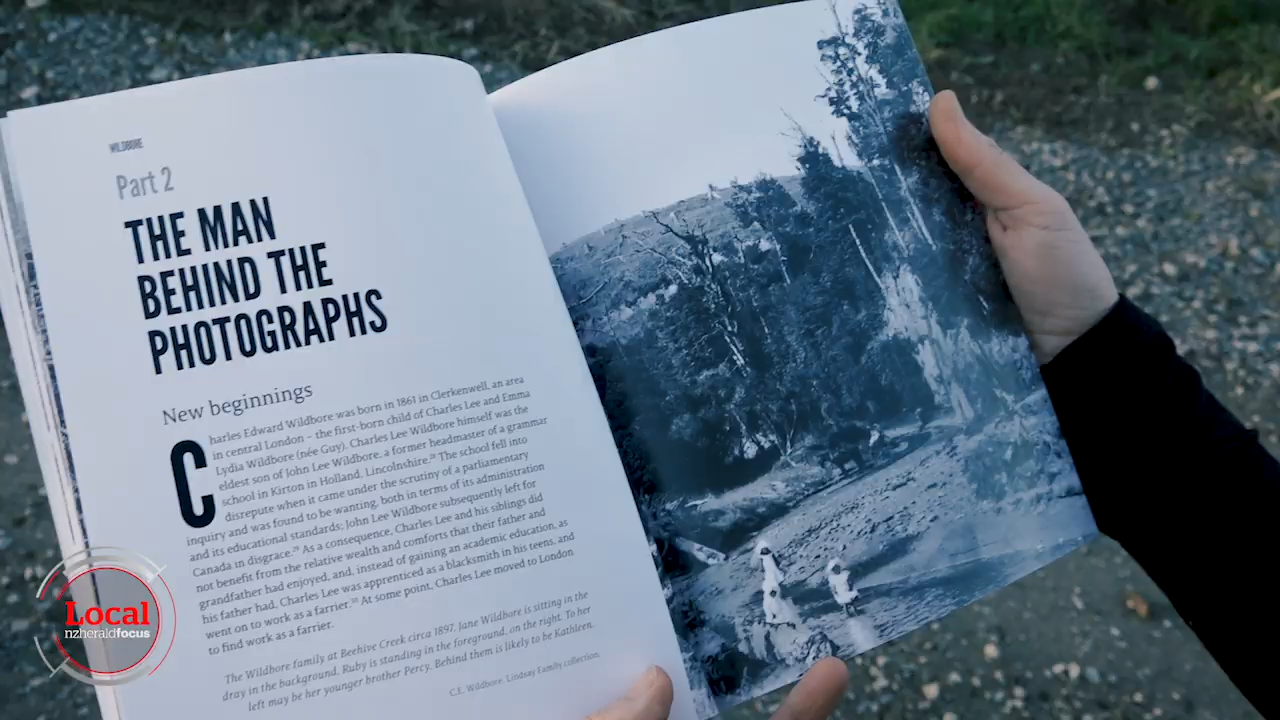 WILDBORE
Part 2
THE MAN
BEHIND THE
PHOTOGRAPHS
New beginnings
Charles Edward Wildbore was born in 1861 in Clerkenwell, an area
in central London – the first-born child of Charles Lee and Emma
Lydia Wildbore (née Guy). Charles Lee Wildbore himself was the
eldest son of John Lee Wildbore, a former headmaster of a grammar
school in Kirton in Holland, Lincolnshire.²⁸ The school fell into
disrepute when it came under the scrutiny of a parliamentary
inquiry and was found to be wanting, both in terms of its administration
and its educational standards; John Lee Wildbore subsequently left for
Canada in disgrace.²⁹ As a consequence, Charles Lee and his siblings did
not benefit from the relative wealth and comforts that their father and
grandfather had enjoyed, and, instead of gaining an academic education, as
his father had, Charles Lee was apprenticed as a blacksmith in his teens, and
went on to work as a farrier.³⁰ At some point, Charles Lee moved to London
to find work as a farrier.
The Wildbore family at Beehive Creek circa 1897. Jane Wildbore is sitting in the
dray in the background, Ruby is standing in the foreground, on the right. To her
left may be her younger brother Percy. Behind them is likely to be Kathleen.
C.E. Wildbore, Lindsay Family collection.
Local
nzheraldfocus